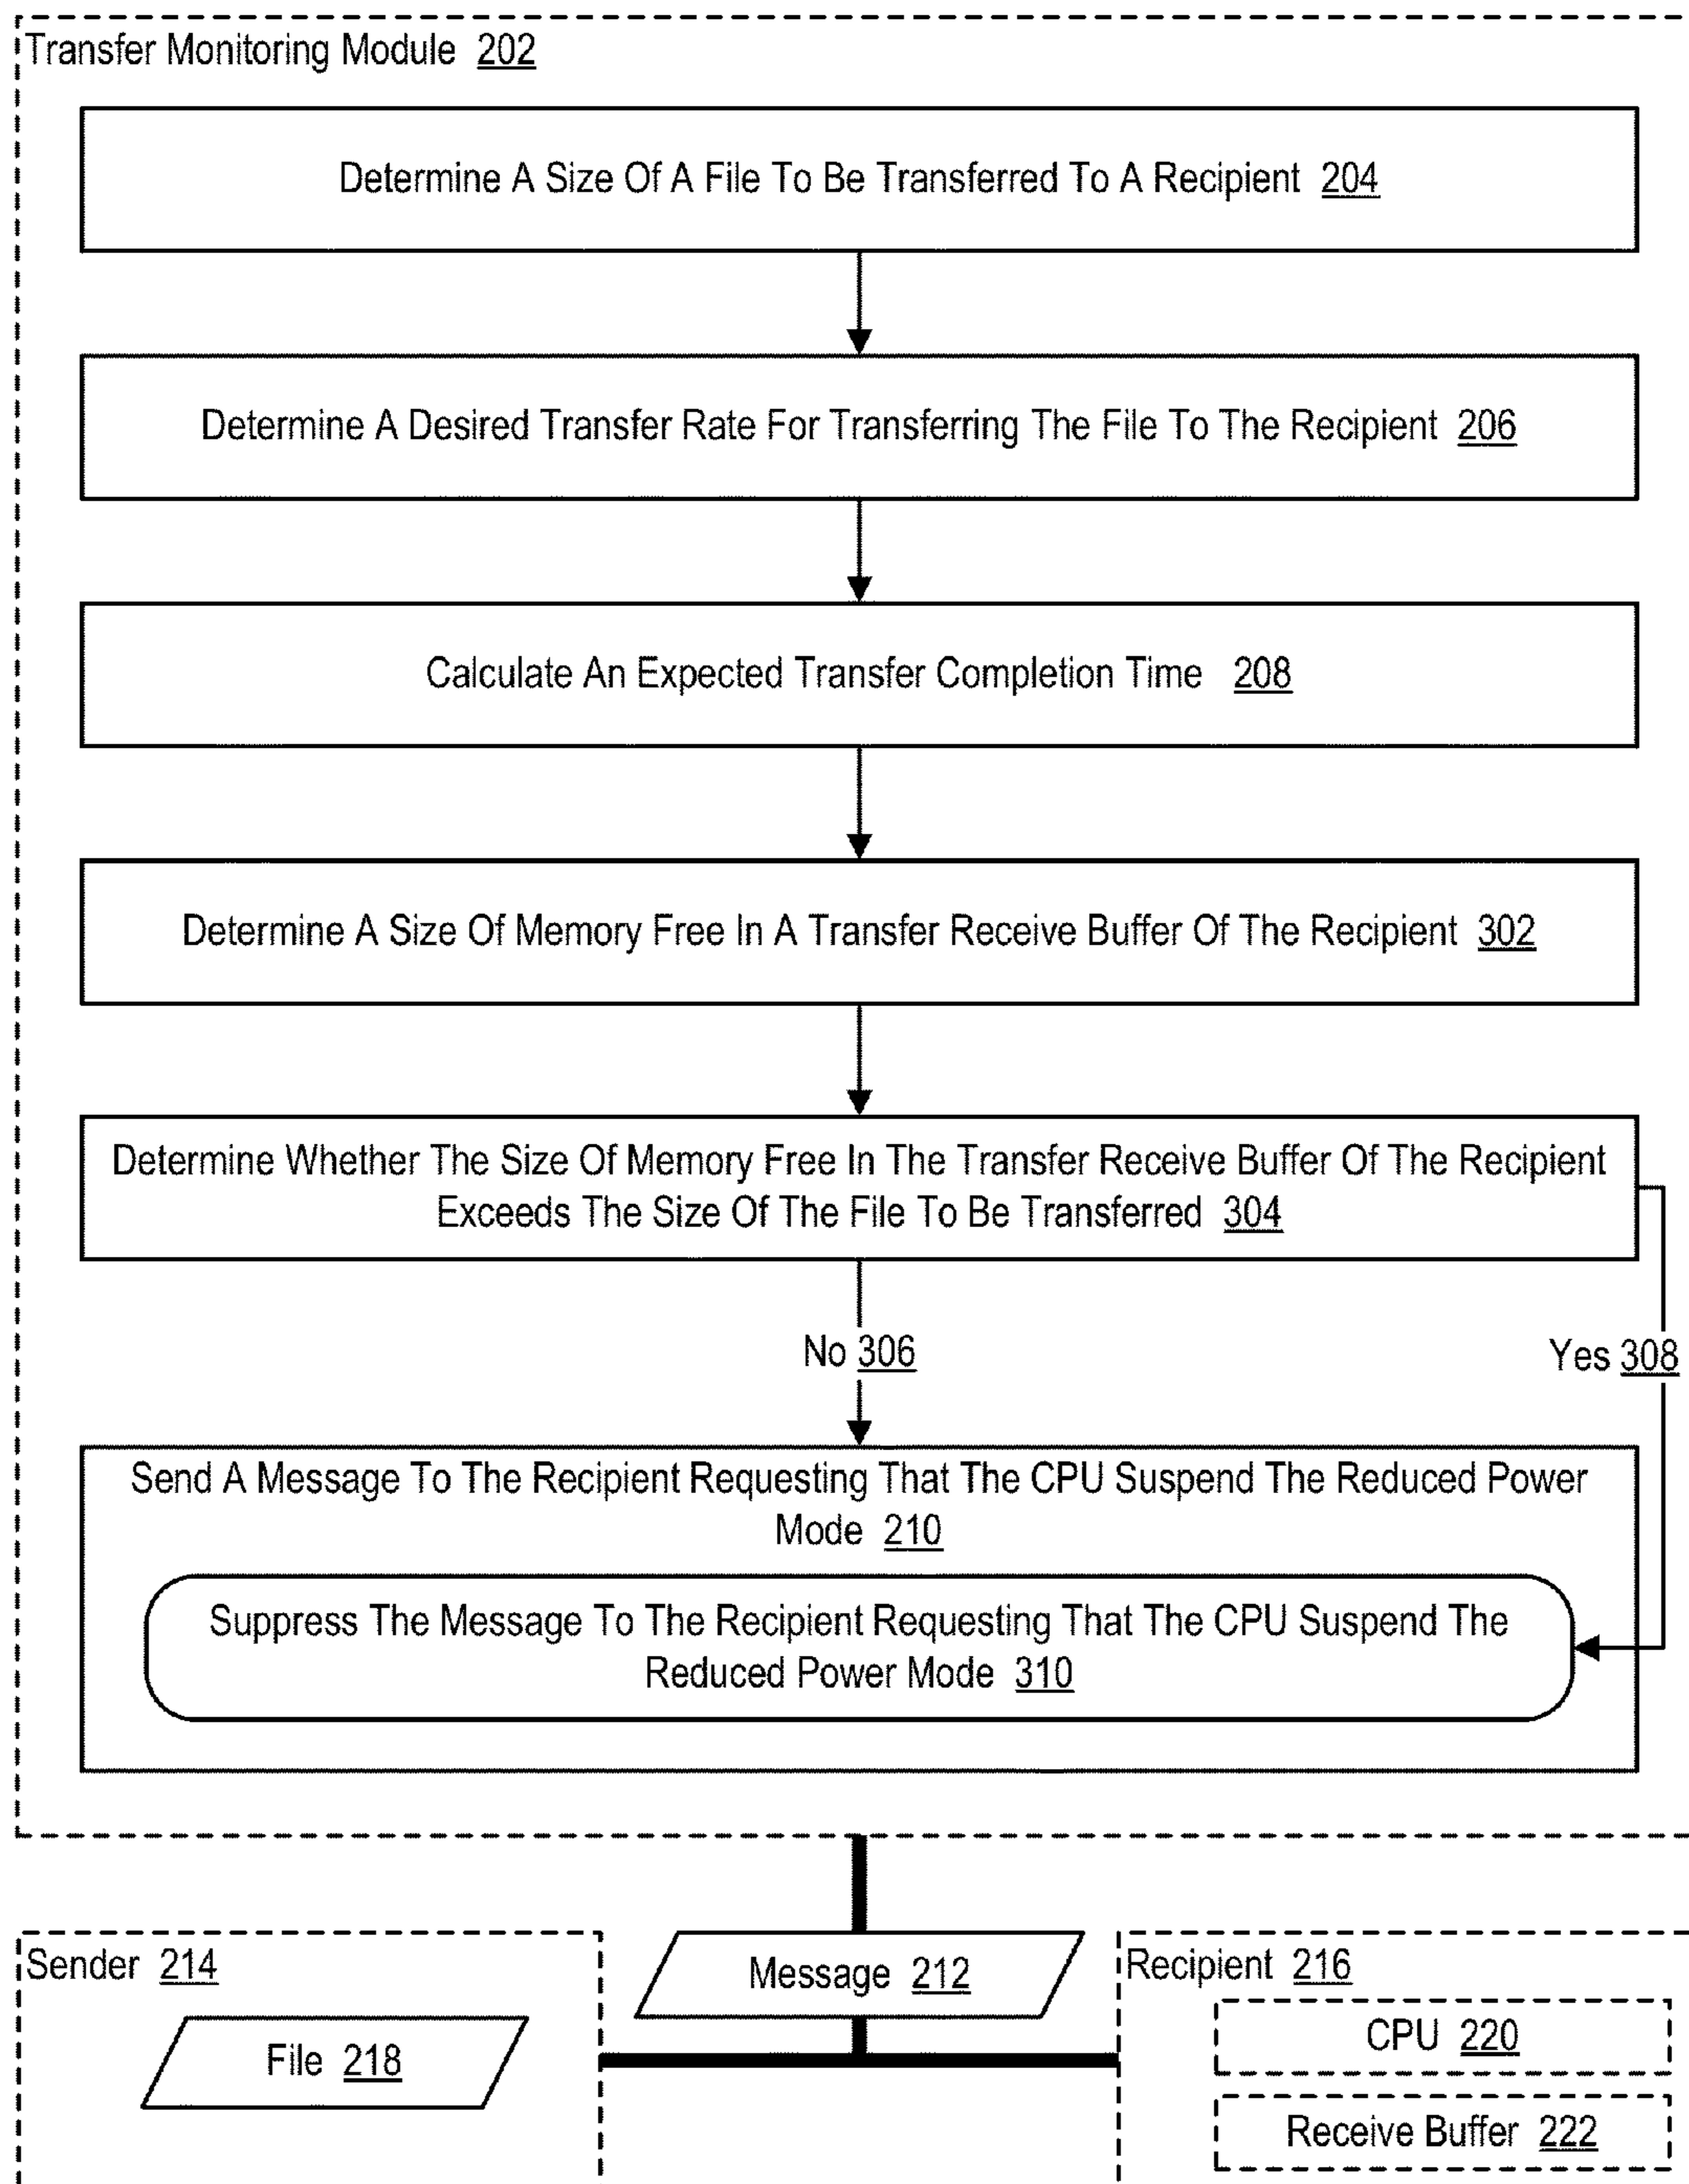 Transfer Monitoring Module 202
Determine A Size Of A File To Be Transferred To A Recipient 204
Determine A Desired Transfer Rate For Transferring The File To The Recipient 206
Calculate An Expected Transfer Completion Time 208
Determine A Size Of Memory Free In A Transfer Receive Buffer Of The Recipient 302
Determine Whether The Size Of Memory Free In The Transfer Receive Buffer Of The Recipient
Exceeds The Size Of The File To Be Transferred 304
No 306
Yes 308
Send A Message To The Recipient Requesting That The CPU Suspend The Reduced Power
Mode 210
Suppress The Message To The Recipient Requesting That The CPU Suspend The
Reduced Power Mode 310
Sender 214
File 218
Message 212
Recipient 216
CPU 220
Receive Buffer 222